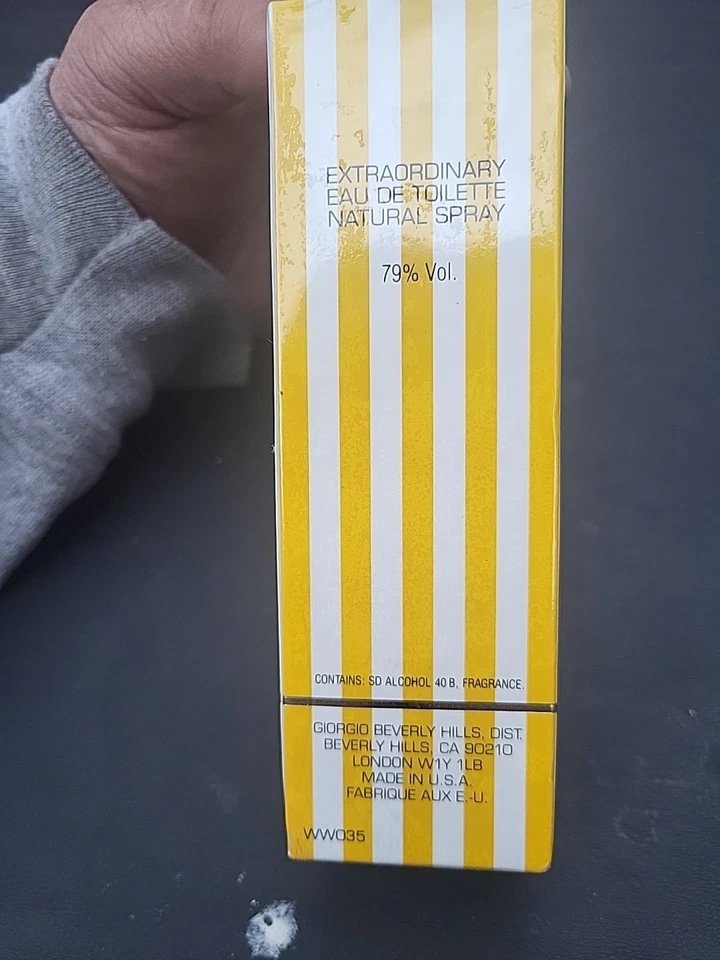 EXTRAORDINARY
EAU DE TOILETTE
NATURAL SPRAY
79% Vol.
CONTAINS: SD ALCOHOL 40 B, FRAGRANCE.
GIORGIO BEVERLY HILLS, DIST.
BEVERLY HILLS, CA 90210
LONDON W1Y 1LB
MADE IN U.S.A.
FABRIQUE AUX E.-U.
WW035